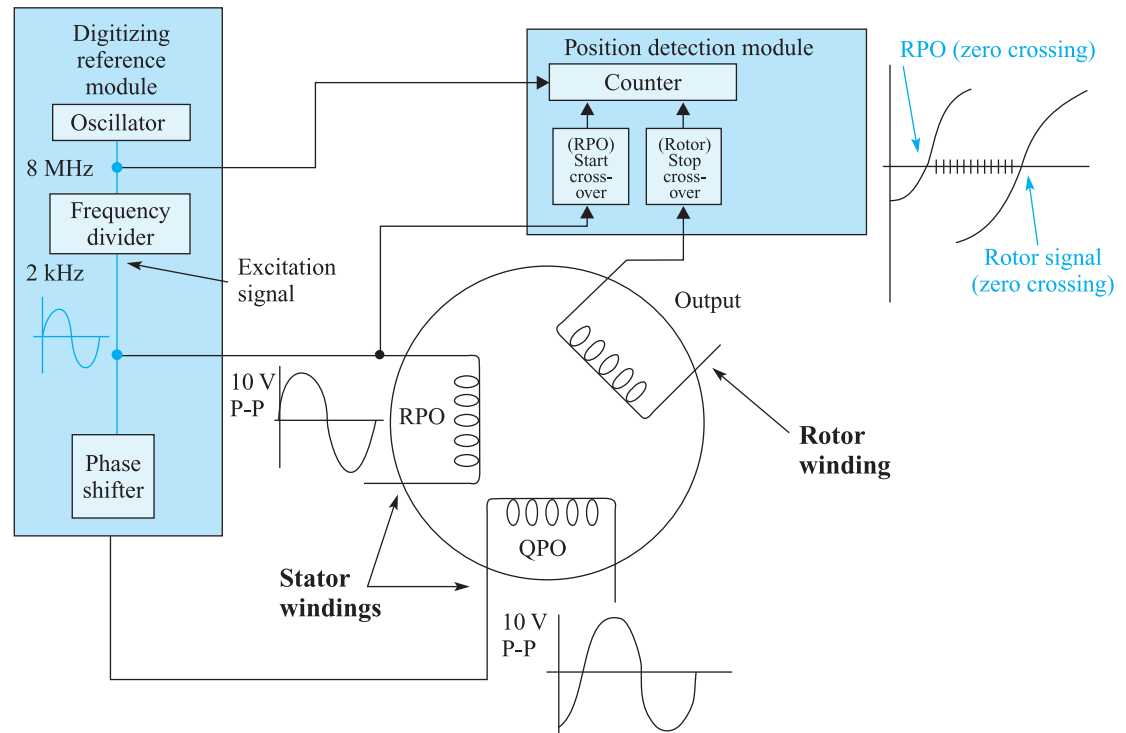 Digitizing
reference
module
Oscillator
8 MHz
Frequency
divider
2 kHz
Excitation
signal
Phase
shifter
Position detection module
Counter
(RPO)
Start
cross-
over
(Rotor)
Stop
cross-
over
RPO (zero crossing)
Rotor signal
(zero crossing)
Output
10 V
P-P
RPO
Rotor
winding
QPO
Stator
windings
10 V
P-P